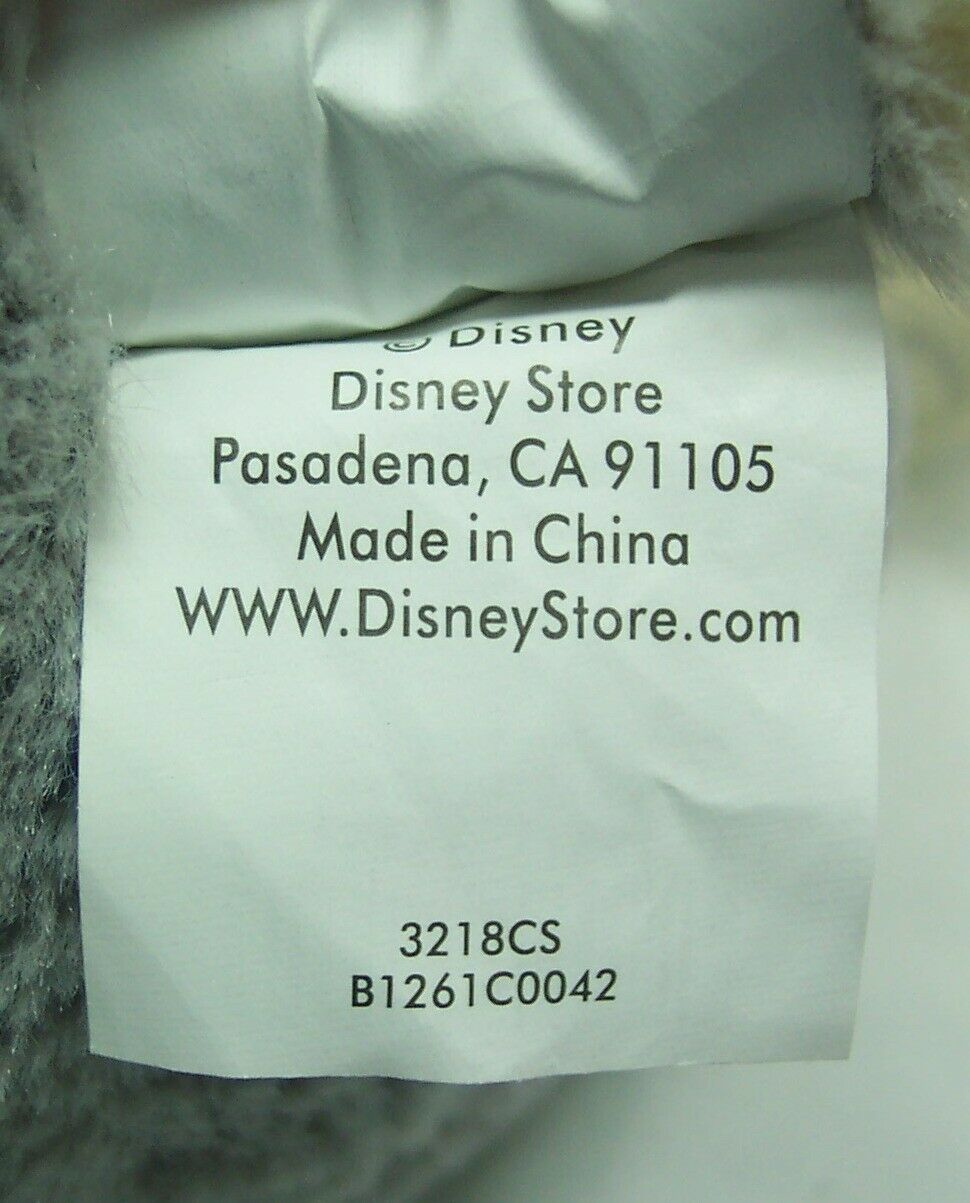 © Disney
Disney Store
Pasadena, CA 91105
Made in China
WWW.DisneyStore.com
3218CS
B1261C0042